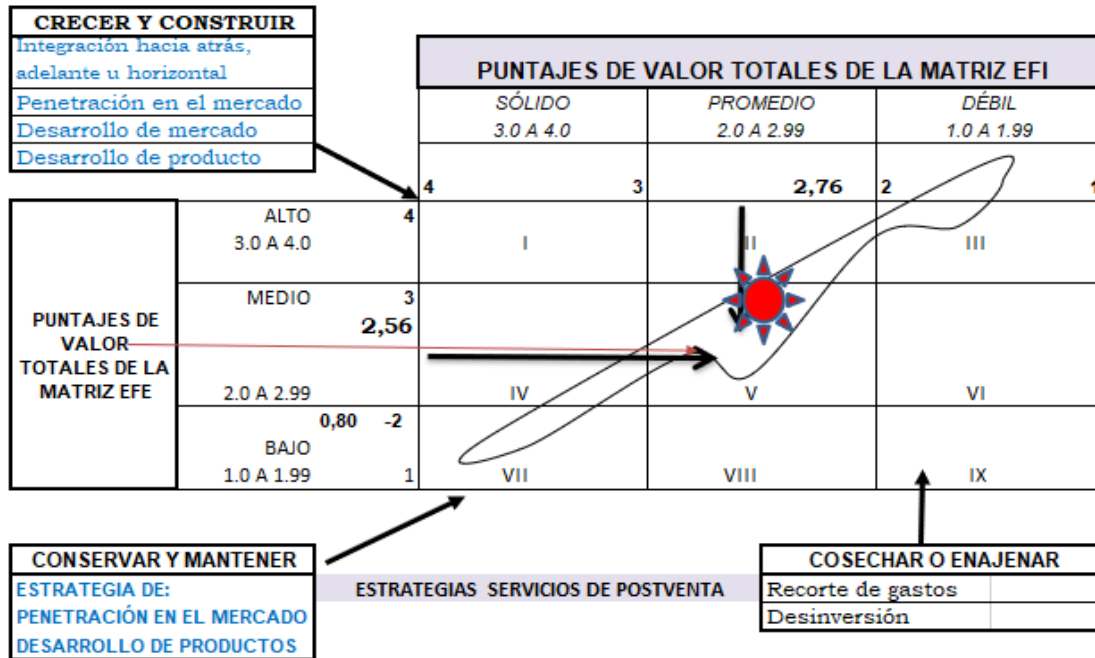 CRECER Y CONSTRUIR
Integración hacia atrás,
adelante u horizontal
Penetración en el mercado
Desarrollo de mercado
Desarrollo de producto
PUNTAJES DE VALOR TOTALES DE LA MATRIZ EFI
SÓLIDO PROMEDIO DÉBIL
3.0 A 4.0 2.0 A 2.99 1.0 A 1.99
4 3 2,76 2 1
PUNTAJES DE
VALOR
TOTALES DE LA
MATRIZ EFE
ALTO 4
3.0 A 4.0 I II III
MEDIO 3
2,56
2.0 A 2.99 IV V VI
0,80 -2
BAJO
1.0 A 1.99 1 VII VIII IX
CONSERVAR Y MANTENER
ESTRATEGIA DE:
PENETRACIÓN EN EL MERCADO
DESARROLLO DE PRODUCTOS
ESTRATEGIAS SERVICIOS DE POSTVENTA
COSECHAR O ENAJENAR
Recorte de gastos
Desinversión